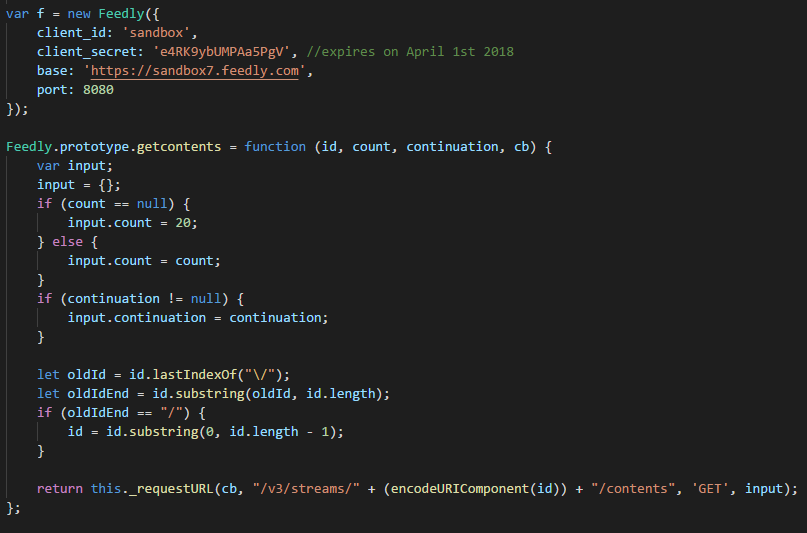 var f = new Feedly({
    client_id: 'sandbox',
    client_secret: 'e4RK9ybUMPAa5PgV', //expires on April 1st 2018
    base: 'https://sandbox7.feedly.com',
    port: 8080
});

Feedly.prototype.getcontents = function (id, count, continuation, cb) {
    var input;
    input = {};
    if (count == null) {
        input.count = 20;
    } else {
        input.count = count;
    }
    if (continuation != null) {
        input.continuation = continuation;
    }

    let oldId = id.lastIndexOf("\/");
    let oldIdEnd = id.substring(oldId, id.length);
    if (oldIdEnd == "/") {
        id = id.substring(0, id.length - 1);
    }

    return this._requestURL(cb, "/v3/streams/" + (encodeURIComponent(id)) + "/contents", 'GET', input);
};